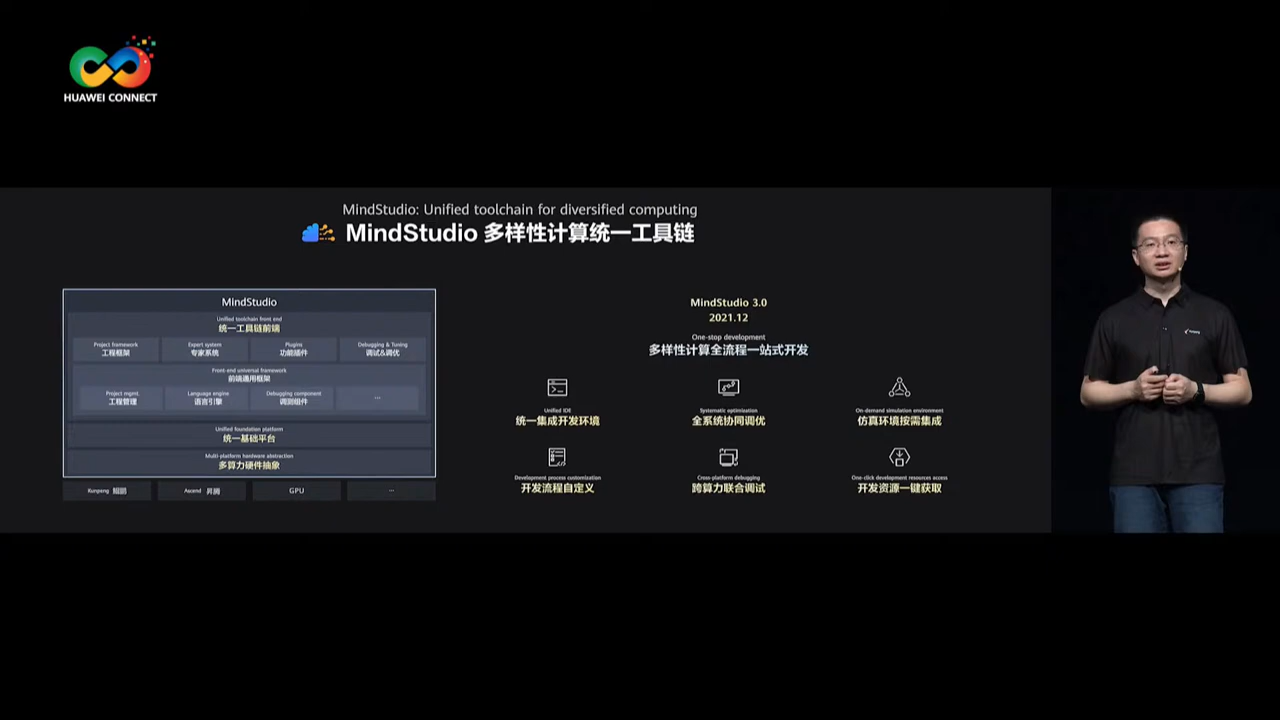 HUAWEI CONNECT
MindStudio: Unified toolchain for diversified computing
MindStudio 多样性计算统一工具链
MindStudio
Unified toolchain front end
统一工具链前端
Project framework
工程框架
Expert system
专家系统
Plugins
功能插件
Debugging & Tuning
调试&调优
Front-end universal framework
前端通用框架
Project mgmt.
工程管理
Language engine
语言引擎
Debugging component
调测组件
...
Unified foundation platform
统一基础平台
Multi-platform hardware abstraction
多算力硬件抽象
Kunpeng 鲲鹏
Ascend 昇腾
GPU
...
MindStudio 3.0
2021.12
One-stop development
多样性计算全流程一站式开发
Unified IDE
统一集成开发环境
Systematic optimization
全系统协同调优
On-demand simulation environment
仿真环境按需集成
Development process customization
开发流程自定义
Cross-platform debugging
跨算力联合调试
One-click development resources access
开发资源一键获取